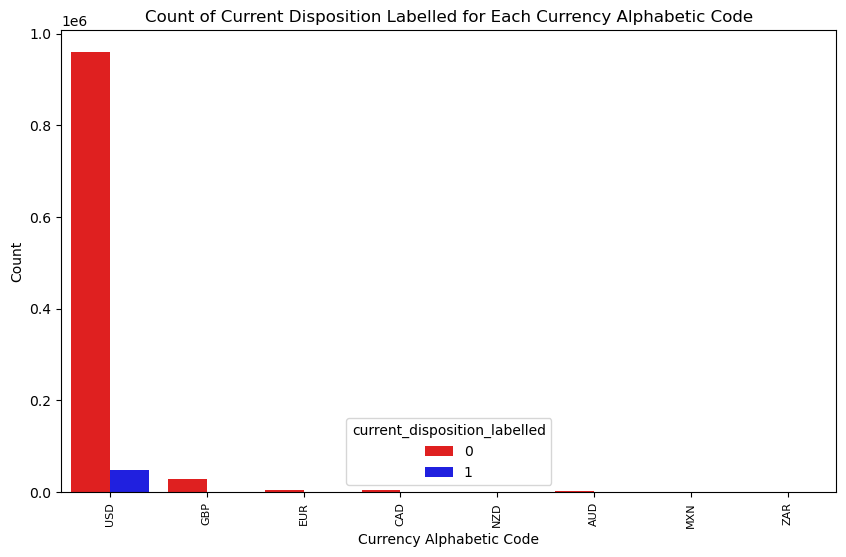 Count of Current Disposition Labelled for Each Currency Alphabetic Code
1e6
1.0
0.8
0.6
0.4
0.2
0.0
Count
current_disposition_labelled
0
1
USD
GBP
EUR
CAD
NZD
AUD
MXN
ZAR
Currency Alphabetic Code